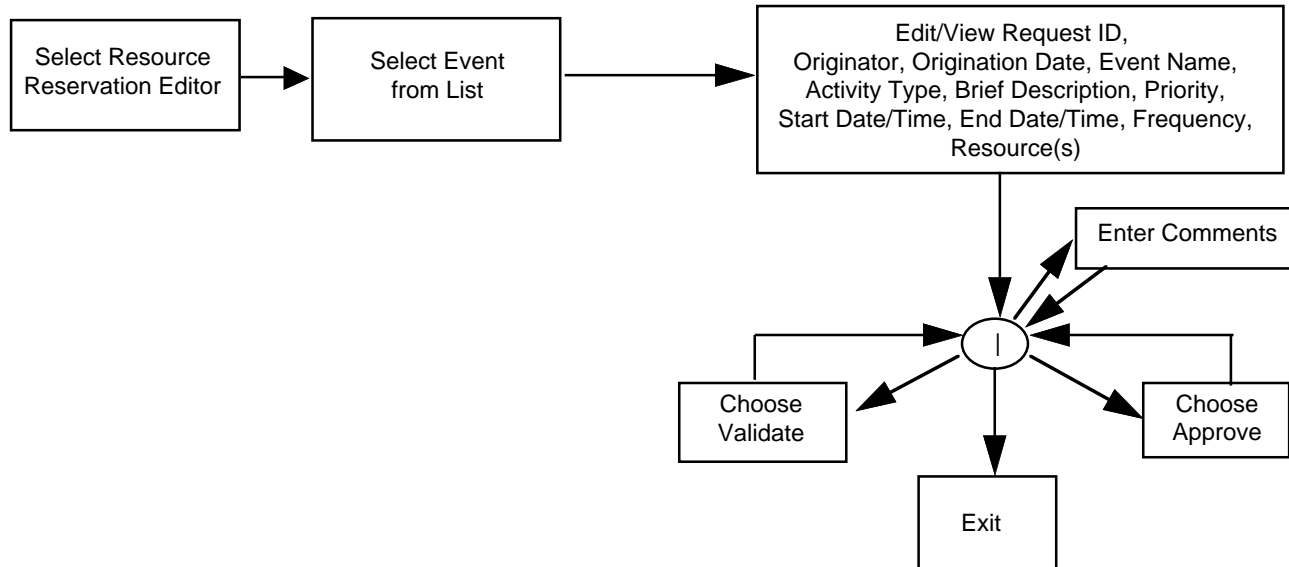 Select Resource
Reservation Editor
Select Event
from List
Edit/View Request ID,
Originator, Origination Date, Event Name,
Activity Type, Brief Description, Priority,
Start Date/Time, End Date/Time, Frequency,
Resource(s)
Enter Comments
|
Choose
Validate
Choose
Approve
Exit